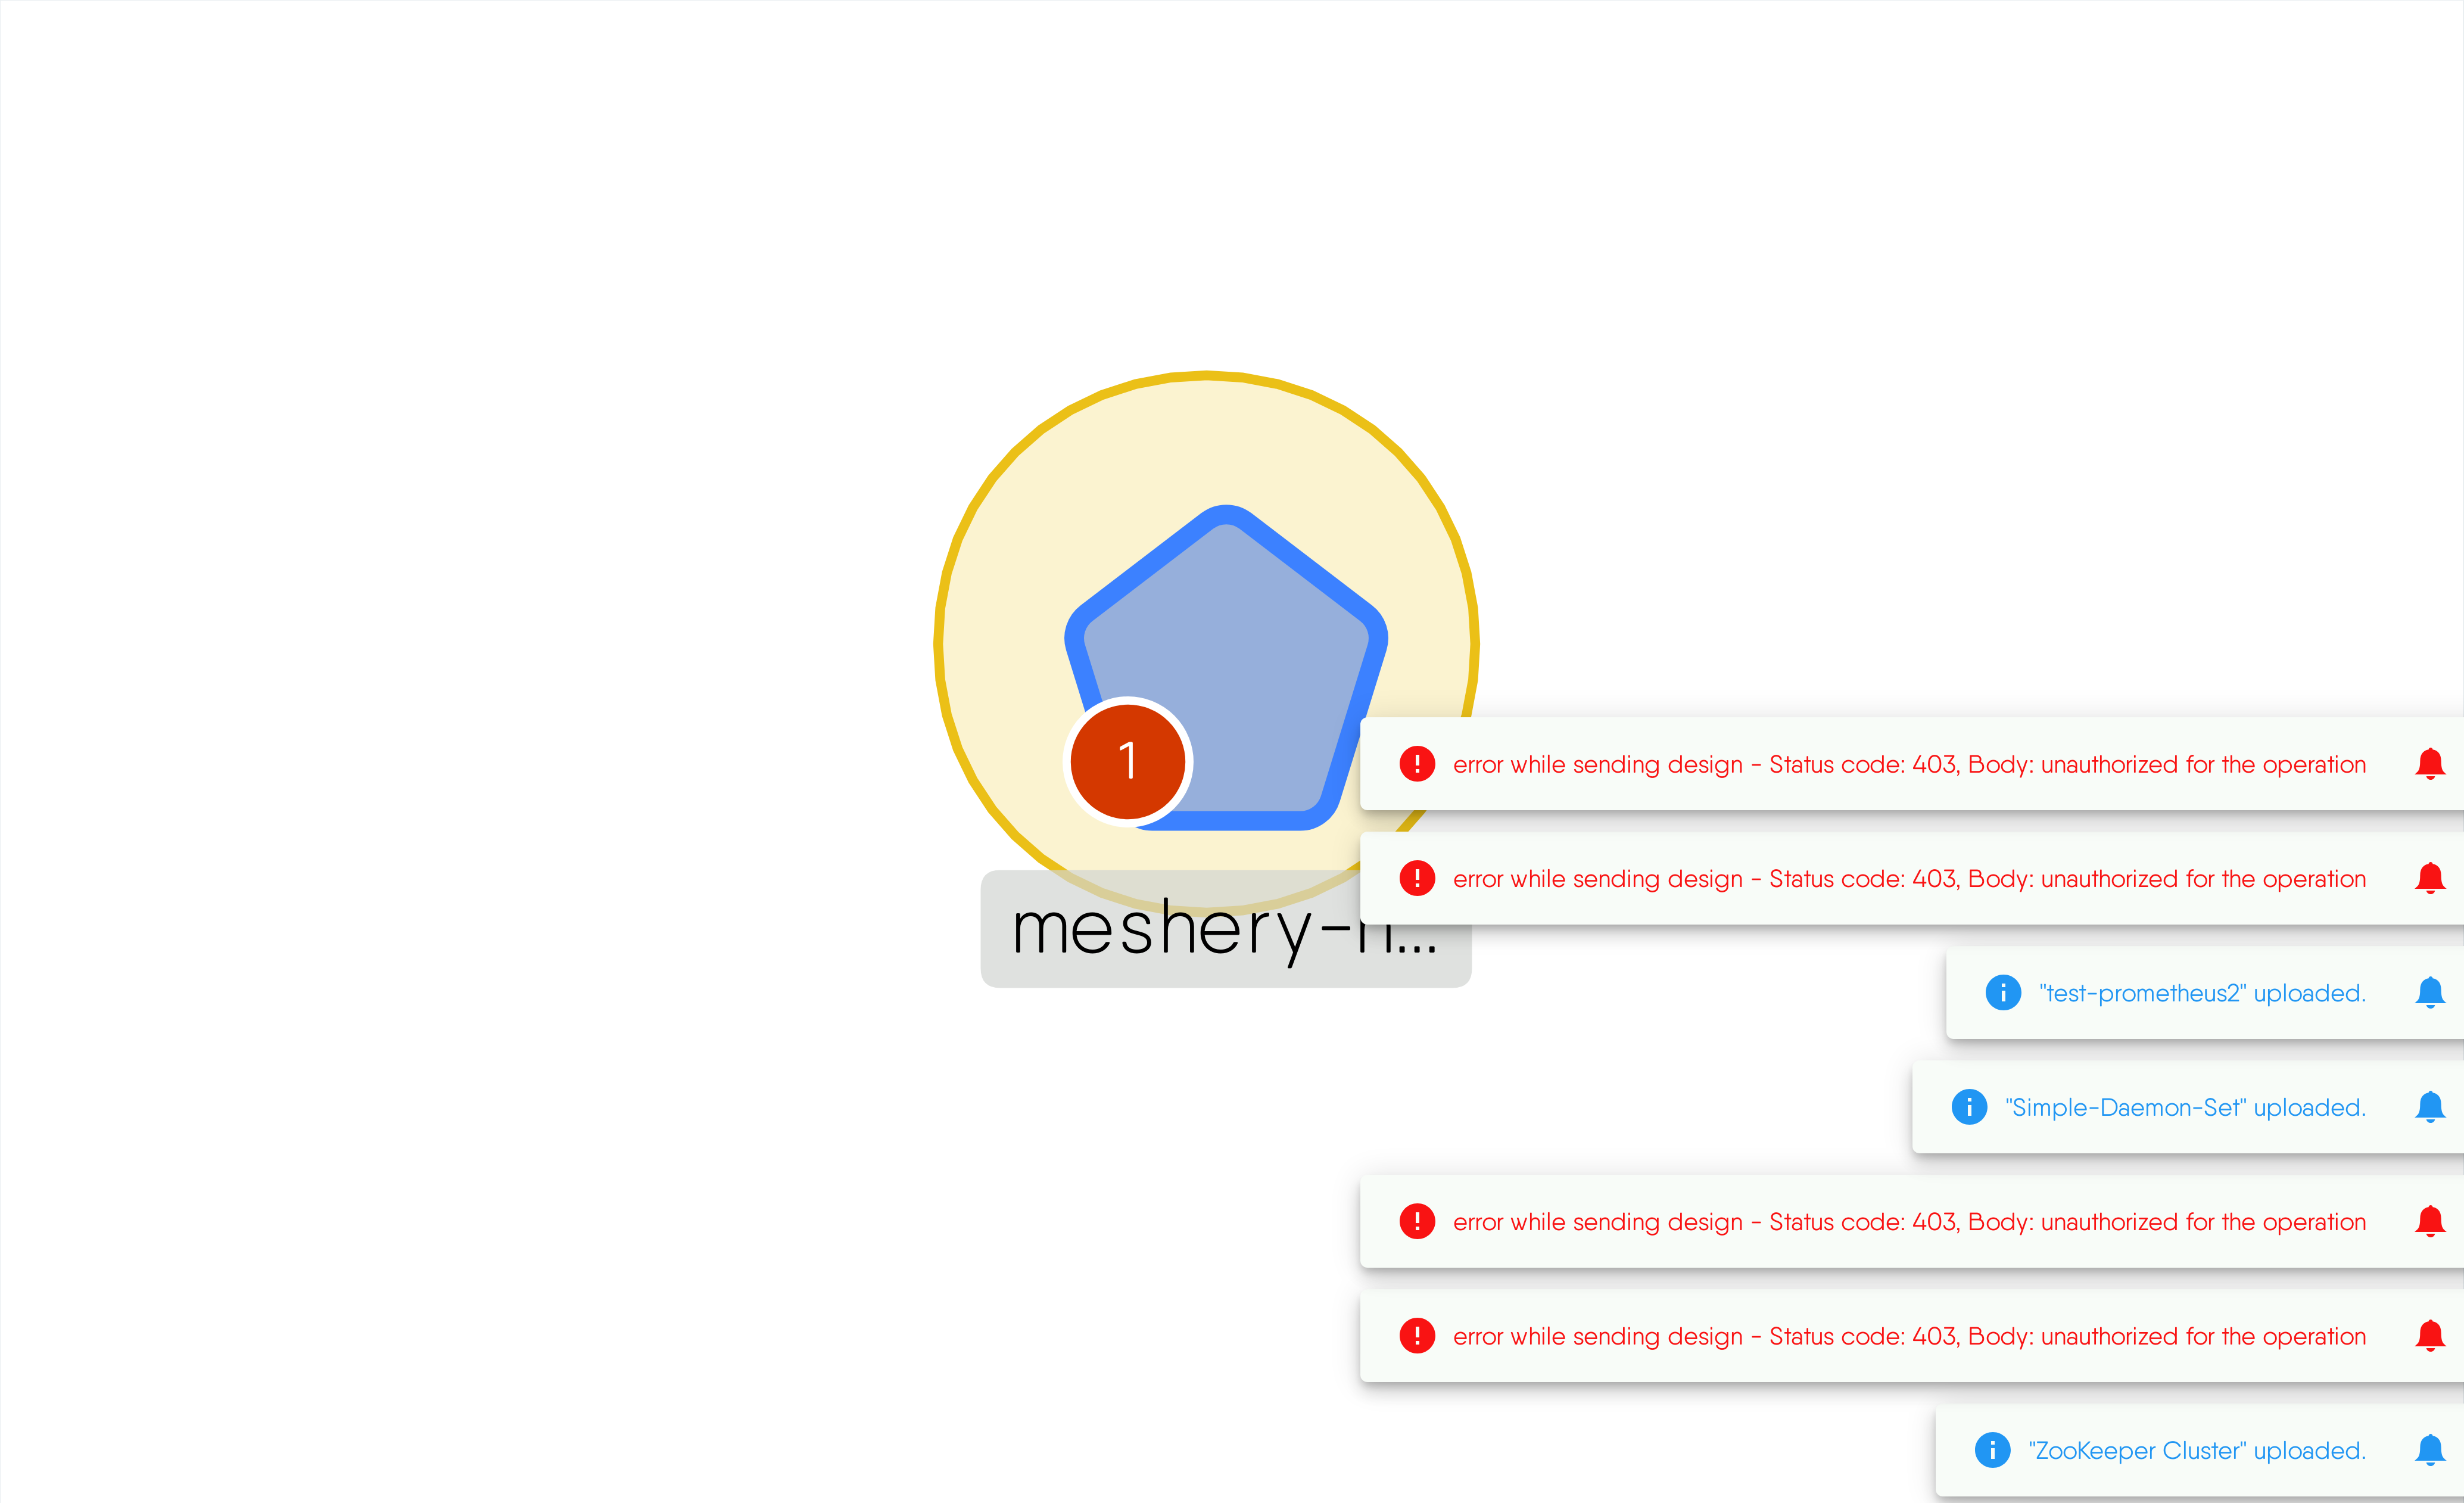 1
error while sending design - Status code: 403, Body: unauthorized for the operation
error while sending design - Status code: 403, Body: unauthorized for the operation
meshery-n...
"test-prometheus2" uploaded.
"Simple-Daemon-Set" uploaded.
error while sending design - Status code: 403, Body: unauthorized for the operation
error while sending design - Status code: 403, Body: unauthorized for the operation
"ZooKeeper Cluster" uploaded.